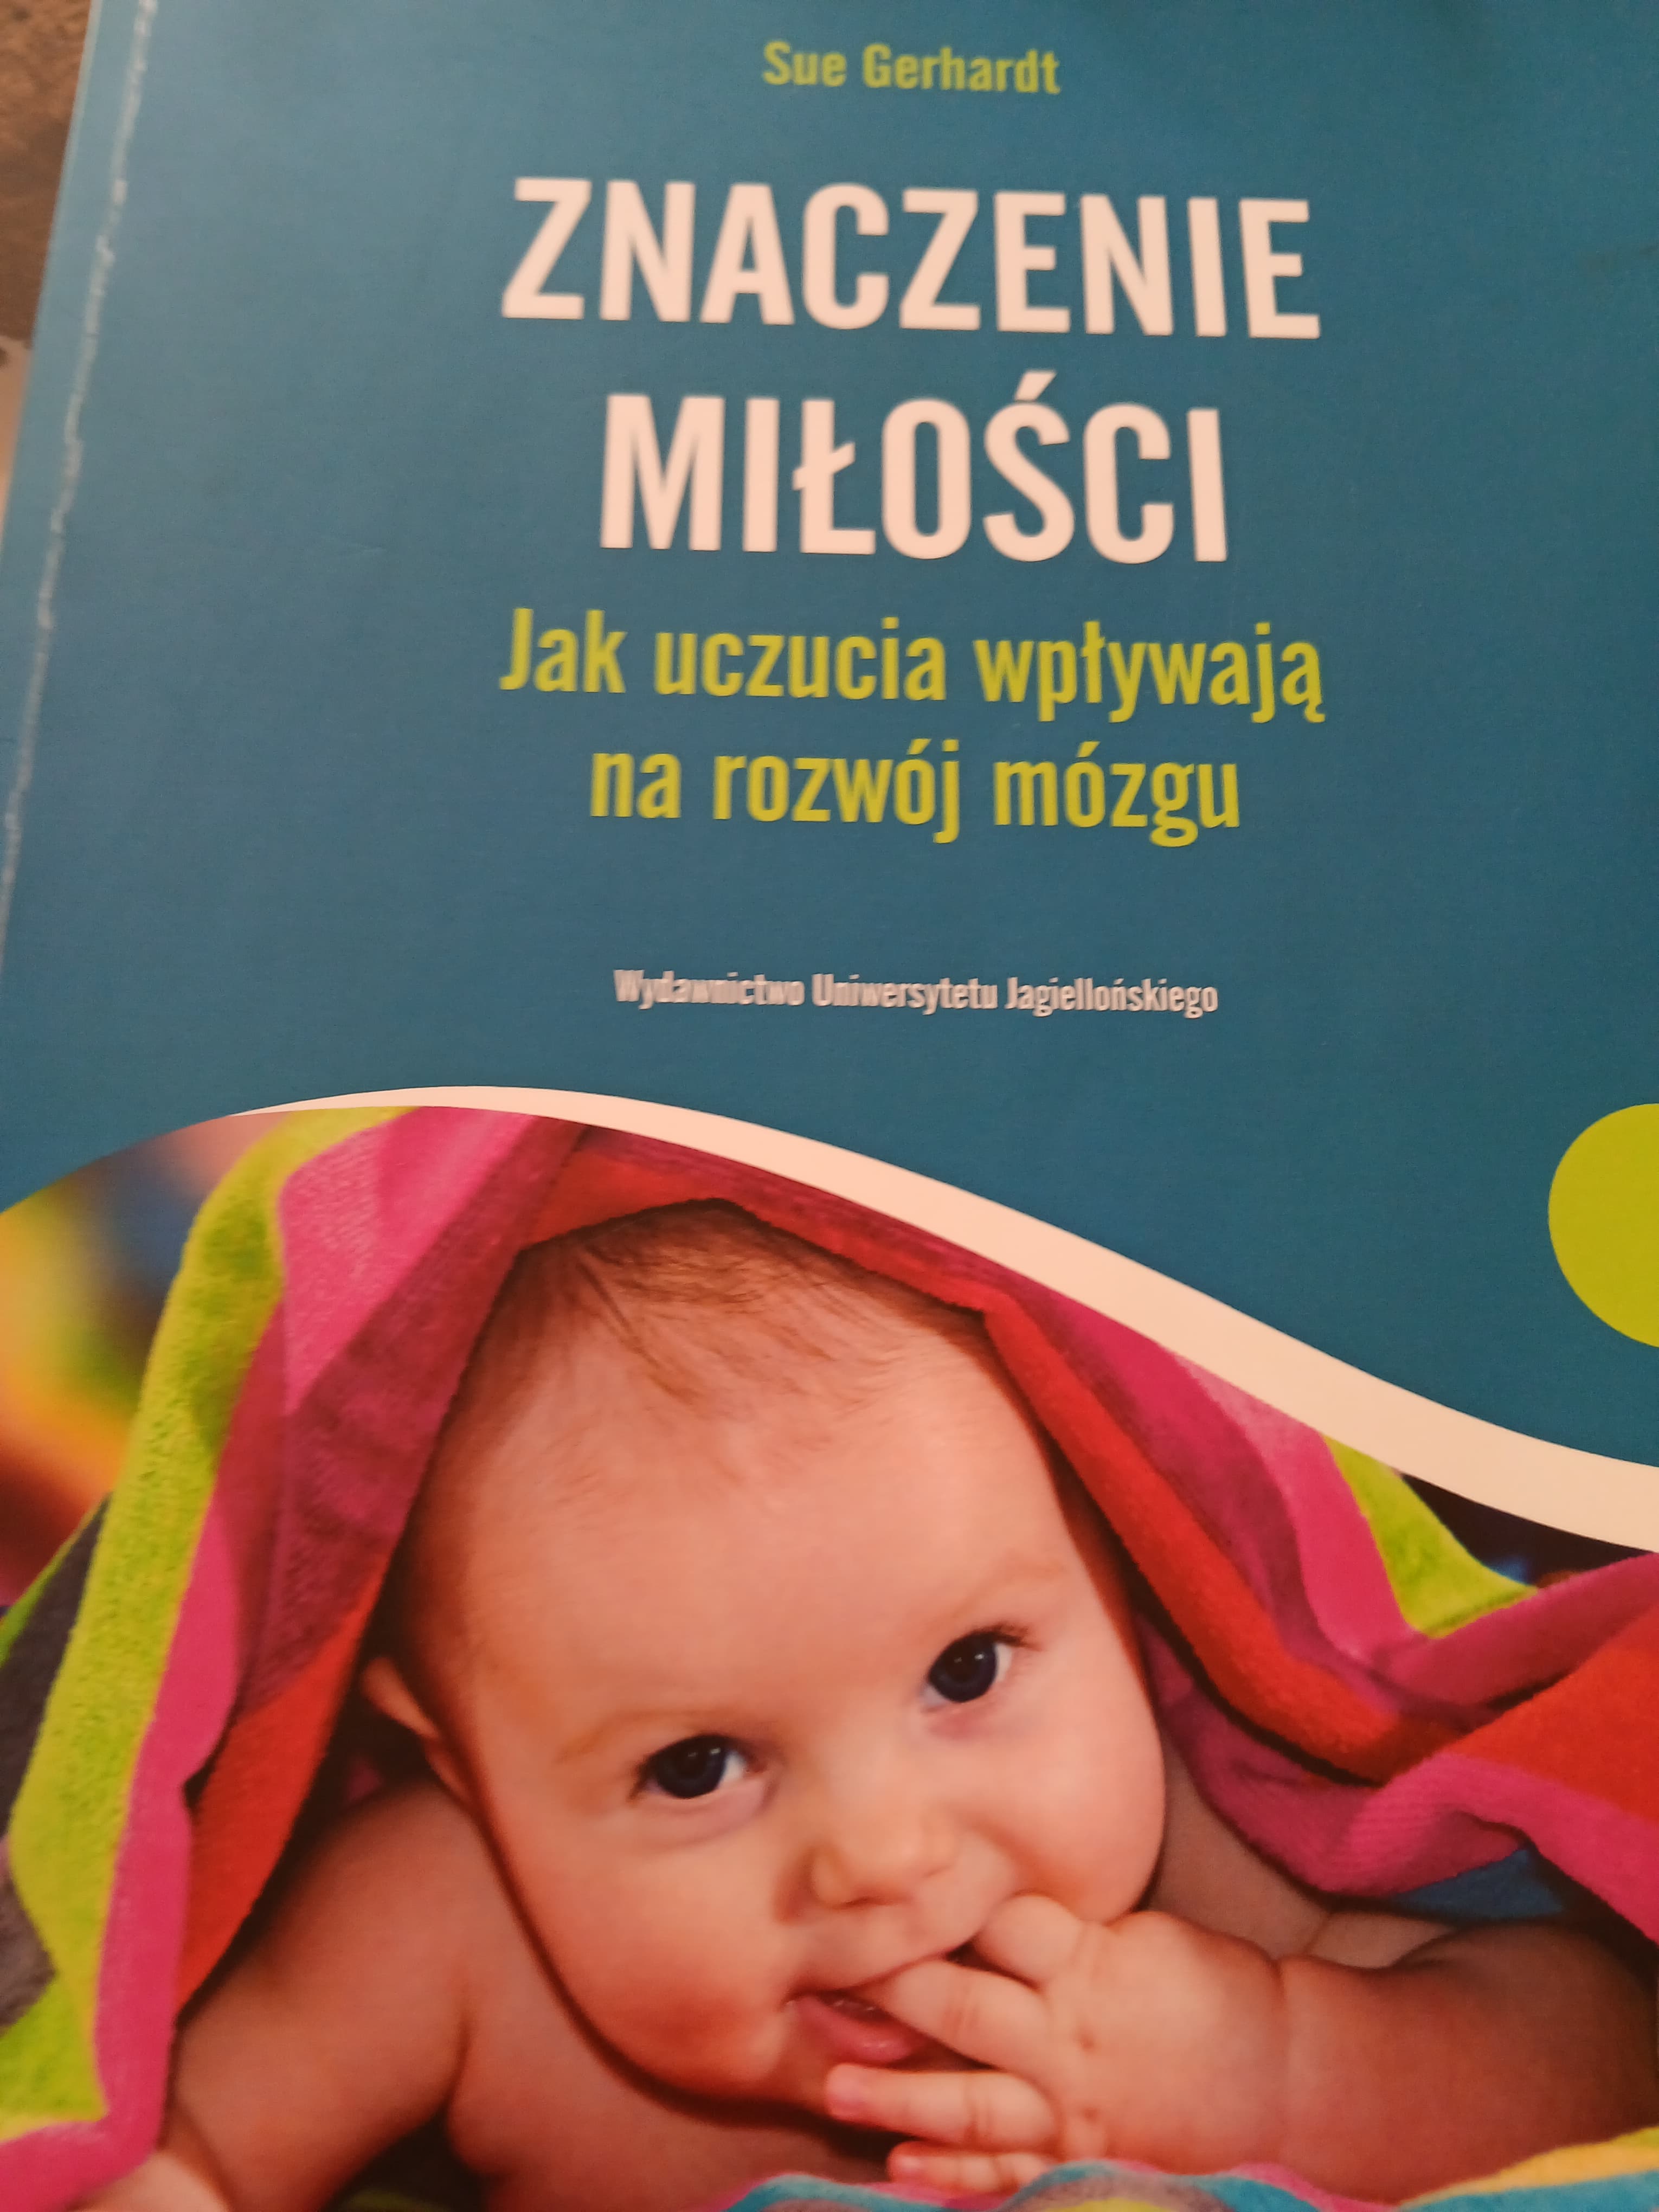 Sue Gerhardt
ZNACZENIE
MIŁOŚCI
Jak uczucia wpływają
na rozwój mózgu
Wydawnictwo Uniwersytetu Jagiellońskiego